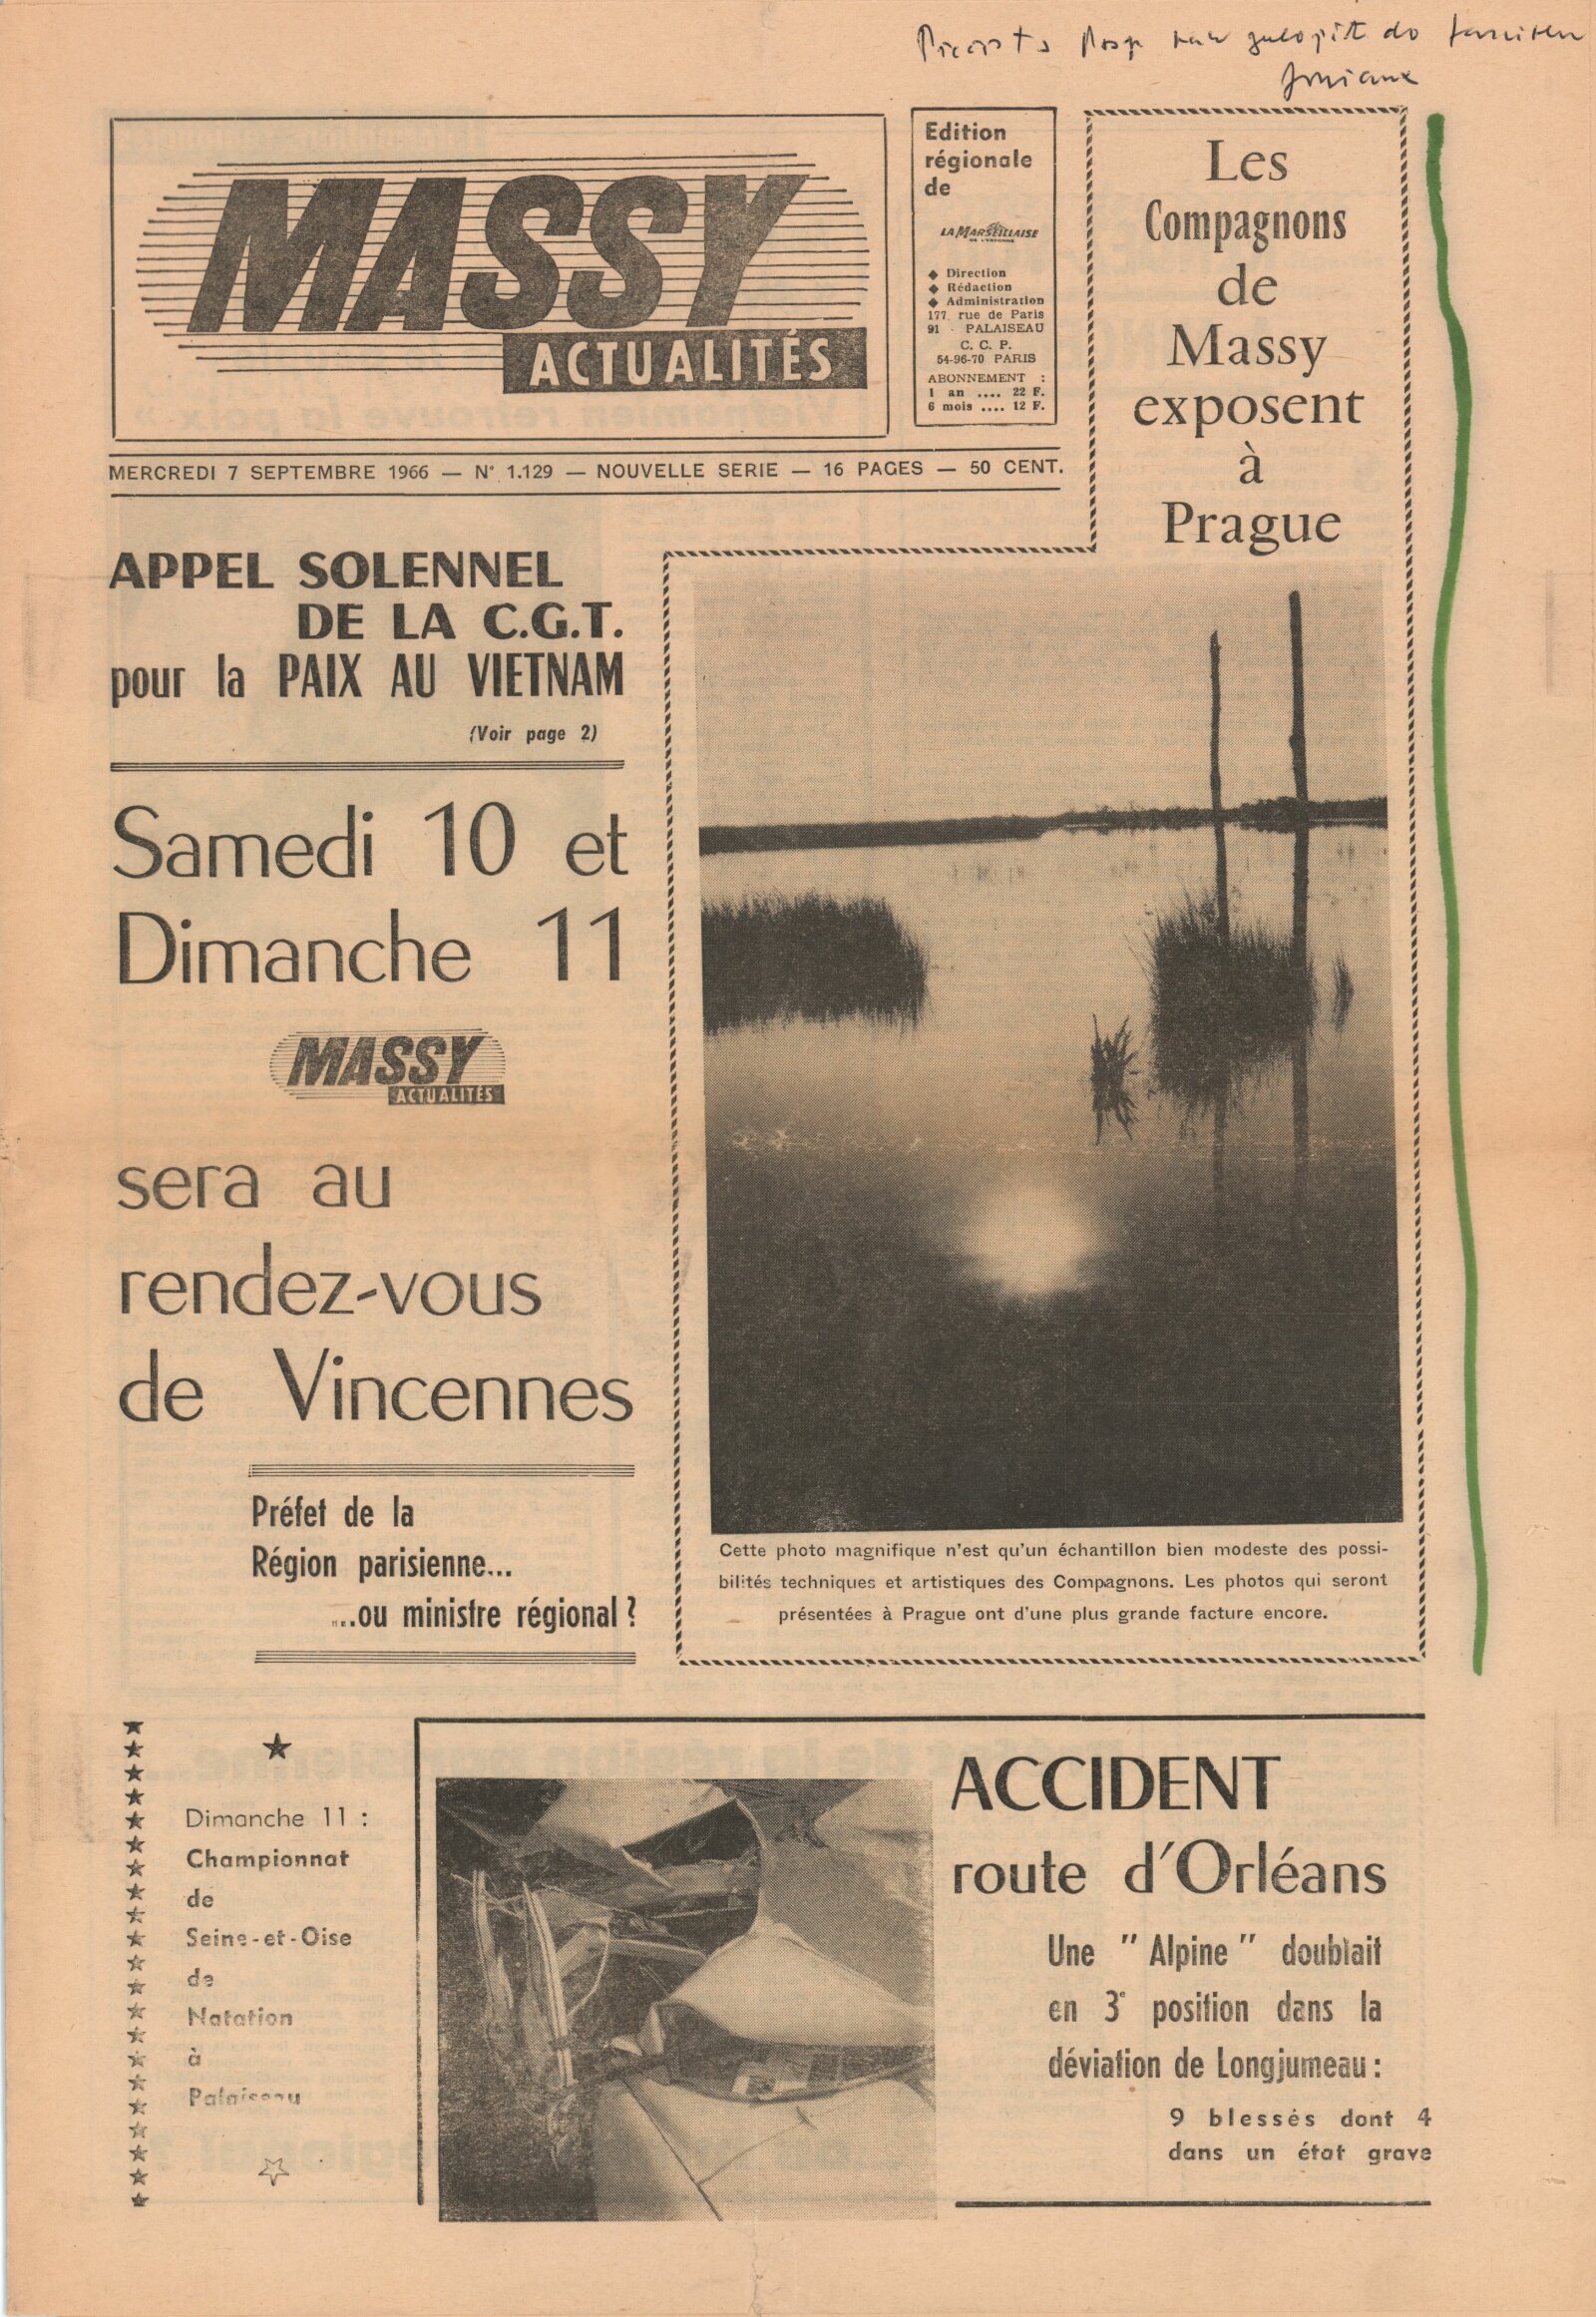 MASSY
ACTUALITÉS
Edition
régionale
de
LA MARSEILLAISE
◆ Direction
◆ Rédaction
◆ Administration
177, rue de Paris
91 - PALAISEAU
C. C. P.
54-96-70 PARIS
ABONNEMENT :
1 an .... 22 F.
6 mois .... 12 F.
MERCREDI 7 SEPTEMBRE 1966 — N° 1.129 — NOUVELLE SERIE — 16 PAGES — 50 CENT.
Les
Compagnons
de
Massy
exposent
à
Prague
Cette photo magnifique n'est qu'un échantillon bien modeste des possi-
bilités techniques et artistiques des Compagnons. Les photos qui seront
présentées à Prague ont d'une plus grande facture encore.
APPEL SOLENNEL
DE LA C.G.T.
pour la PAIX AU VIETNAM
(Voir page 2)
Samedi 10 et
Dimanche 11
MASSY
ACTUALITÉS
sera au
rendez-vous
de Vincennes
Préfet de la
Région parisienne...
...ou ministre régional ?
Dimanche 11 :
Championnat
de
Seine-et-Oise
de
Natation
à
Palaiseau
ACCIDENT
route d'Orléans
Une " Alpine " doublait
en 3e position dans la
déviation de Longjumeau :
9 blessés dont 4
dans un état grave